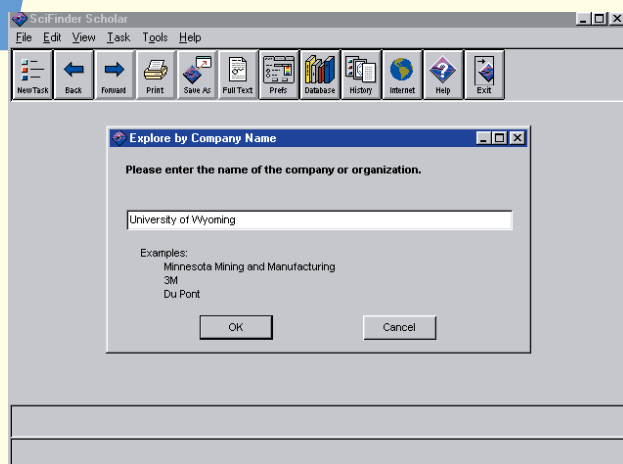 SciFinder Scholar
File Edit View Task Tools Help
New Task Back Forward Print Save As Full Text Prefs Database History Internet Help Exit
Explore by Company Name
Please enter the name of the company or organization.
University of Wyoming
Examples:
Minnesota Mining and Manufacturing
3M
Du Pont
OK Cancel